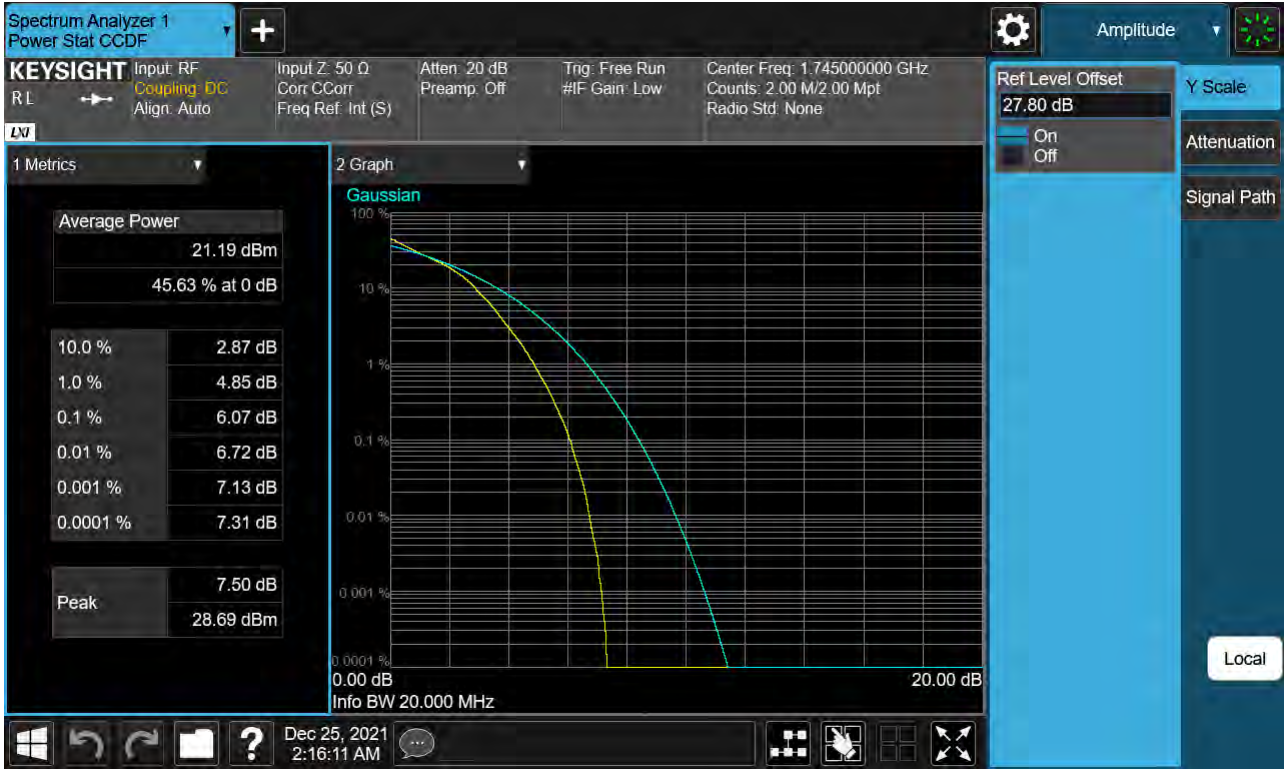 Spectrum Analyzer 1
Power Stat CCDF
+
Amplitude
KEYSIGHT
R L
LXI
Input: RF
Coupling: DC
Align: Auto
Input Z: 50 Ω
Corr CCorr
Freq Ref: Int (S)
Atten: 20 dB
Preamp: Off
Trig: Free Run
#IF Gain: Low
Center Freq: 1.745000000 GHz
Counts: 2.00 M/2.00 Mpt
Radio Std: None
Ref Level Offset
27.80 dB
On
Off
Y Scale
Attenuation
Signal Path
1 Metrics
Average Power
21.19 dBm
45.63 % at 0 dB
10.0 % 2.87 dB
1.0 % 4.85 dB
0.1 % 6.07 dB
0.01 % 6.72 dB
0.001 % 7.13 dB
0.0001 % 7.31 dB
Peak
7.50 dB
28.69 dBm
2 Graph
Gaussian
100 %
10 %
1 %
0.1 %
0.01 %
0.001 %
0.0001 %
0.00 dB
20.00 dB
Info BW 20.000 MHz
Local
?
Dec 25, 2021
2:16:11 AM